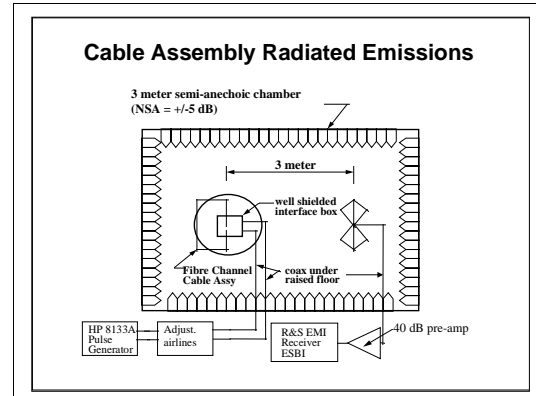 Cable Assembly Radiated Emissions
3 meter semi-anechoic chamber
(NSA = +/-5 dB)
3 meter
well shielded
interface box
Fibre Channel
Cable Assy
coax under
raised floor
HP 8133A
Pulse
Generator
Adjust.
airlines
R&S EMI
Receiver
ESBI
40 dB pre-amp